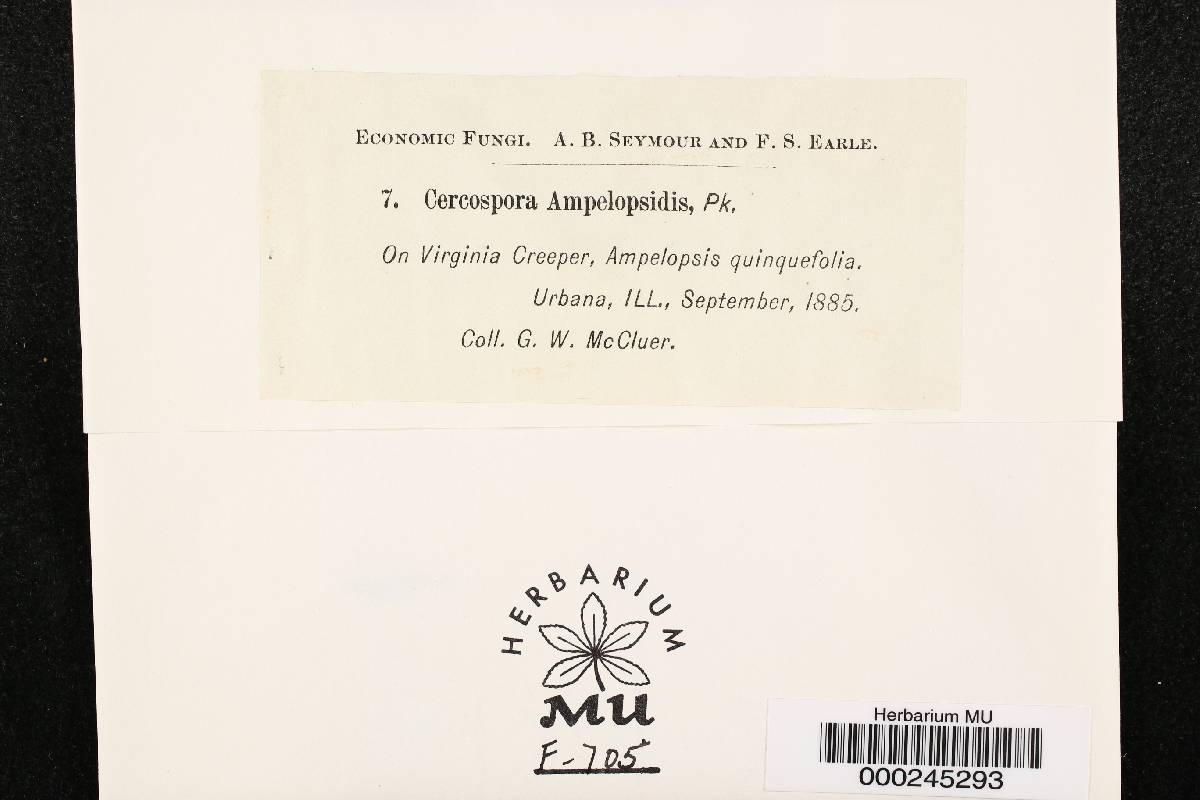 Economic Fungi. A. B. Seymour and F. S. Earle.
7. Cercospora Ampelopsidis, Pk.
On Virginia Creeper, Ampelopsis quinquefolia.
Urbana, ILL., September, 1885.
Coll. G. W. McCluer.
HERBARIUM
MU
F-705
Herbarium MU
000245293